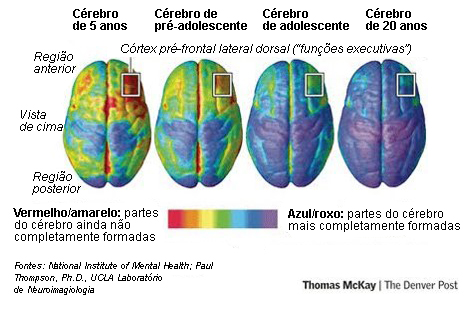 Cérebro de 5 anos
Cérebro de pré-adolescente
Cérebro de adolescente
Cérebro de 20 anos
Região anterior
Córtex pré-frontal lateral dorsal ("funções executivas")
Vista de cima
Região posterior
Vermelho/amarelo: partes do cérebro ainda não completamente formadas
Azul/roxo: partes do cérebro mais completamente formadas
Fontes: National Institute of Mental Health; Paul
Thompson, Ph.D., UCLA Laboratório
de Neuroimagiologia
Thomas McKay | The Denver Post